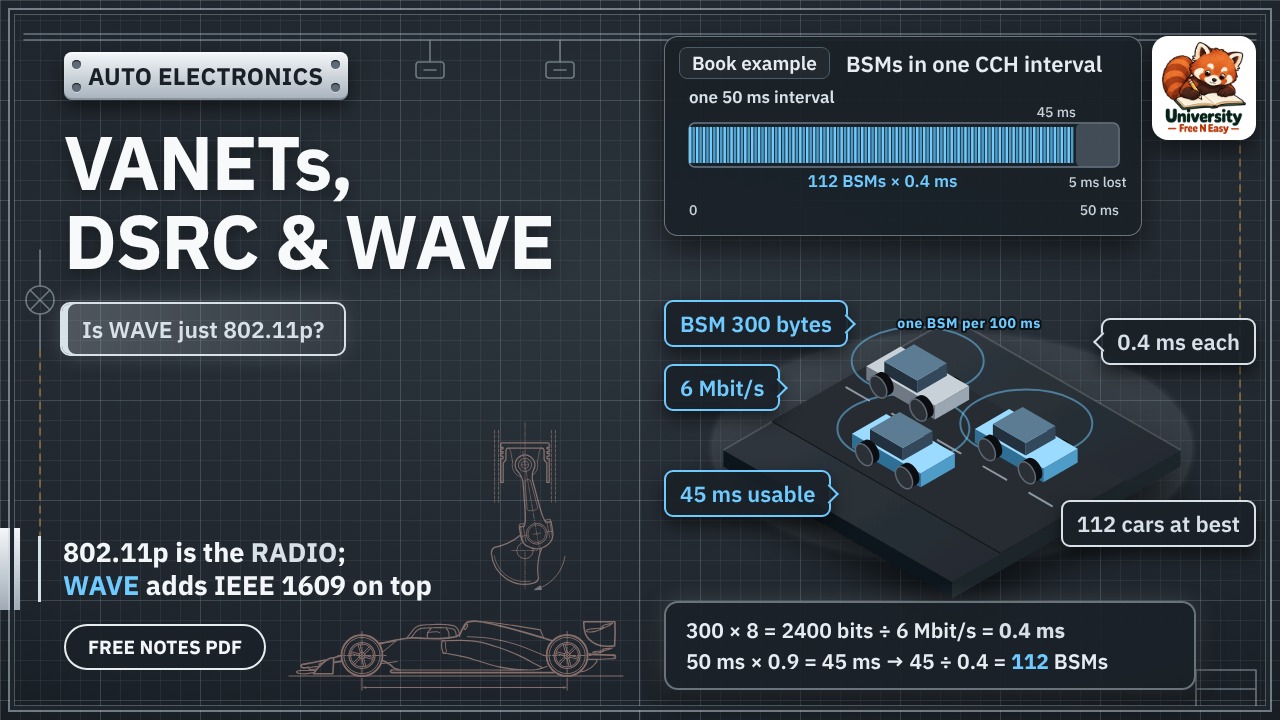 AUTO ELECTRONICS
VANETs,
DSRC & WAVE
Is WAVE just 802.11p?
802.11p is the RADIO;
WAVE adds IEEE 1609 on top
FREE NOTES PDF
Book example
BSMs in one CCH interval
one 50 ms interval
45 ms
112 BSMs × 0.4 ms
5 ms lost
0
50 ms
University
Free N Easy
BSM 300 bytes
one BSM per 100 ms
0.4 ms each
6 Mbit/s
45 ms usable
112 cars at best
300 × 8 = 2400 bits ÷ 6 Mbit/s = 0.4 ms
50 ms × 0.9 = 45 ms → 45 ÷ 0.4 = 112 BSMs